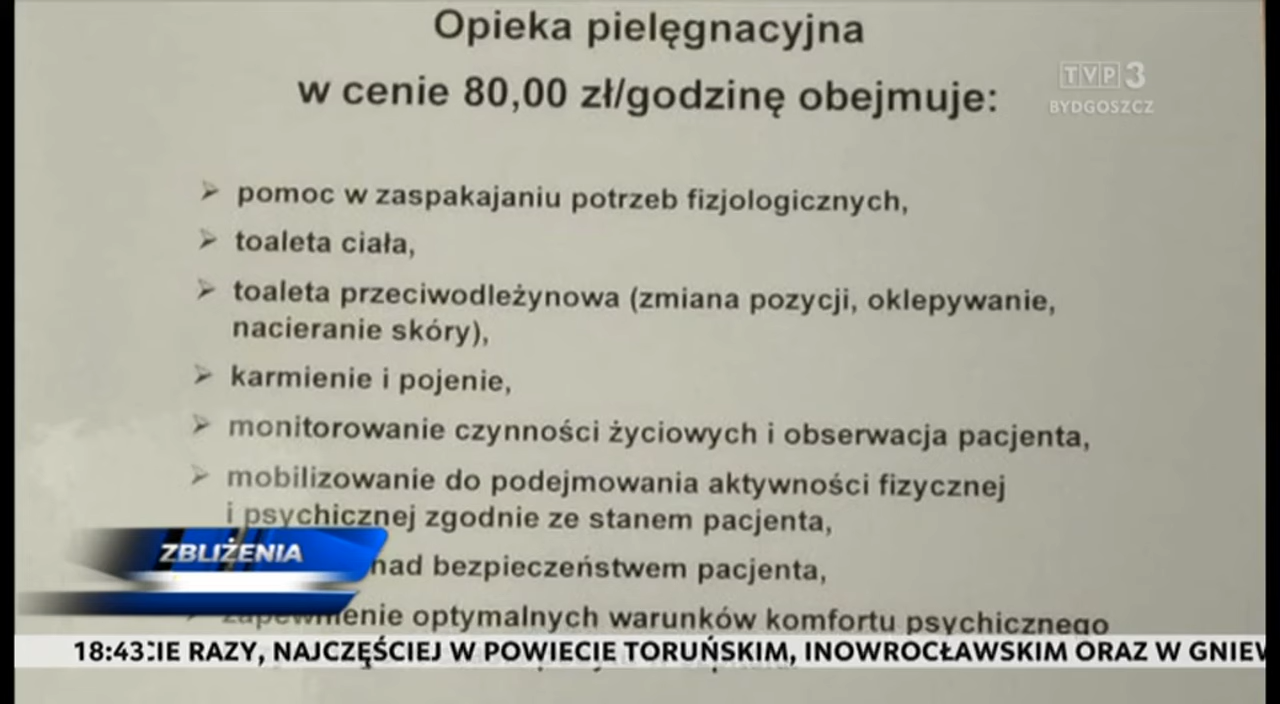 Opieka pielęgnacyjna
w cenie 80,00 zł/godzinę obejmuje:
TVP3
BYDGOSZCZ
➢ pomoc w zaspakajaniu potrzeb fizjologicznych,
➢ toaleta ciała,
➢ toaleta przeciwodleżynowa (zmiana pozycji, oklepywanie,
nacieranie skóry),
➢ karmienie i pojenie,
➢ monitorowanie czynności życiowych i obserwacja pacjenta,
➢ mobilizowanie do podejmowania aktywności fizycznej
i psychicznej zgodnie ze stanem pacjenta,
ZBLIŻENIA
nad bezpieczeństwem pacjenta,
➢ zapewnienie optymalnych warunków komfortu psychicznego
18:43 CIE RAZY, NAJCZĘŚCIEJ W POWIECIE TORUŃSKIM, INOWROCŁAWSKIM ORAZ W GNIEW